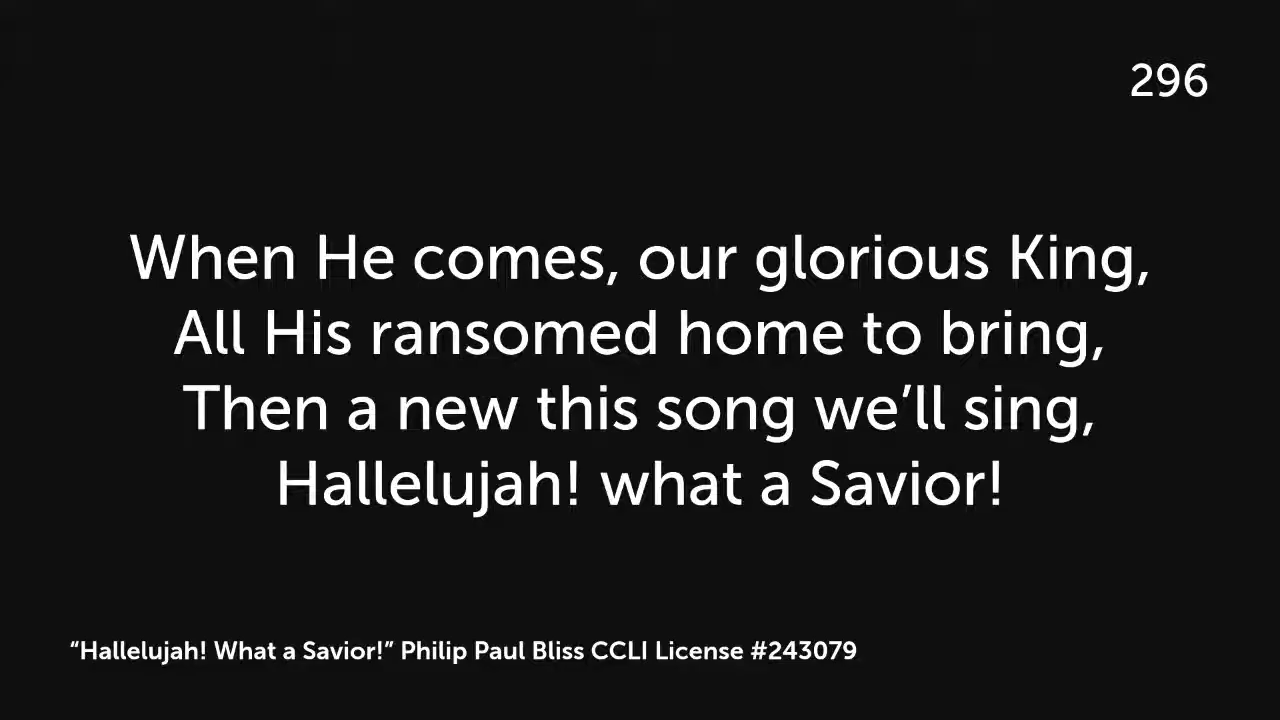 296
When He comes, our glorious King,
All His ransomed home to bring,
Then a new this song we’ll sing,
Hallelujah! what a Savior!
“Hallelujah! What a Savior!” Philip Paul Bliss CCLI License #243079